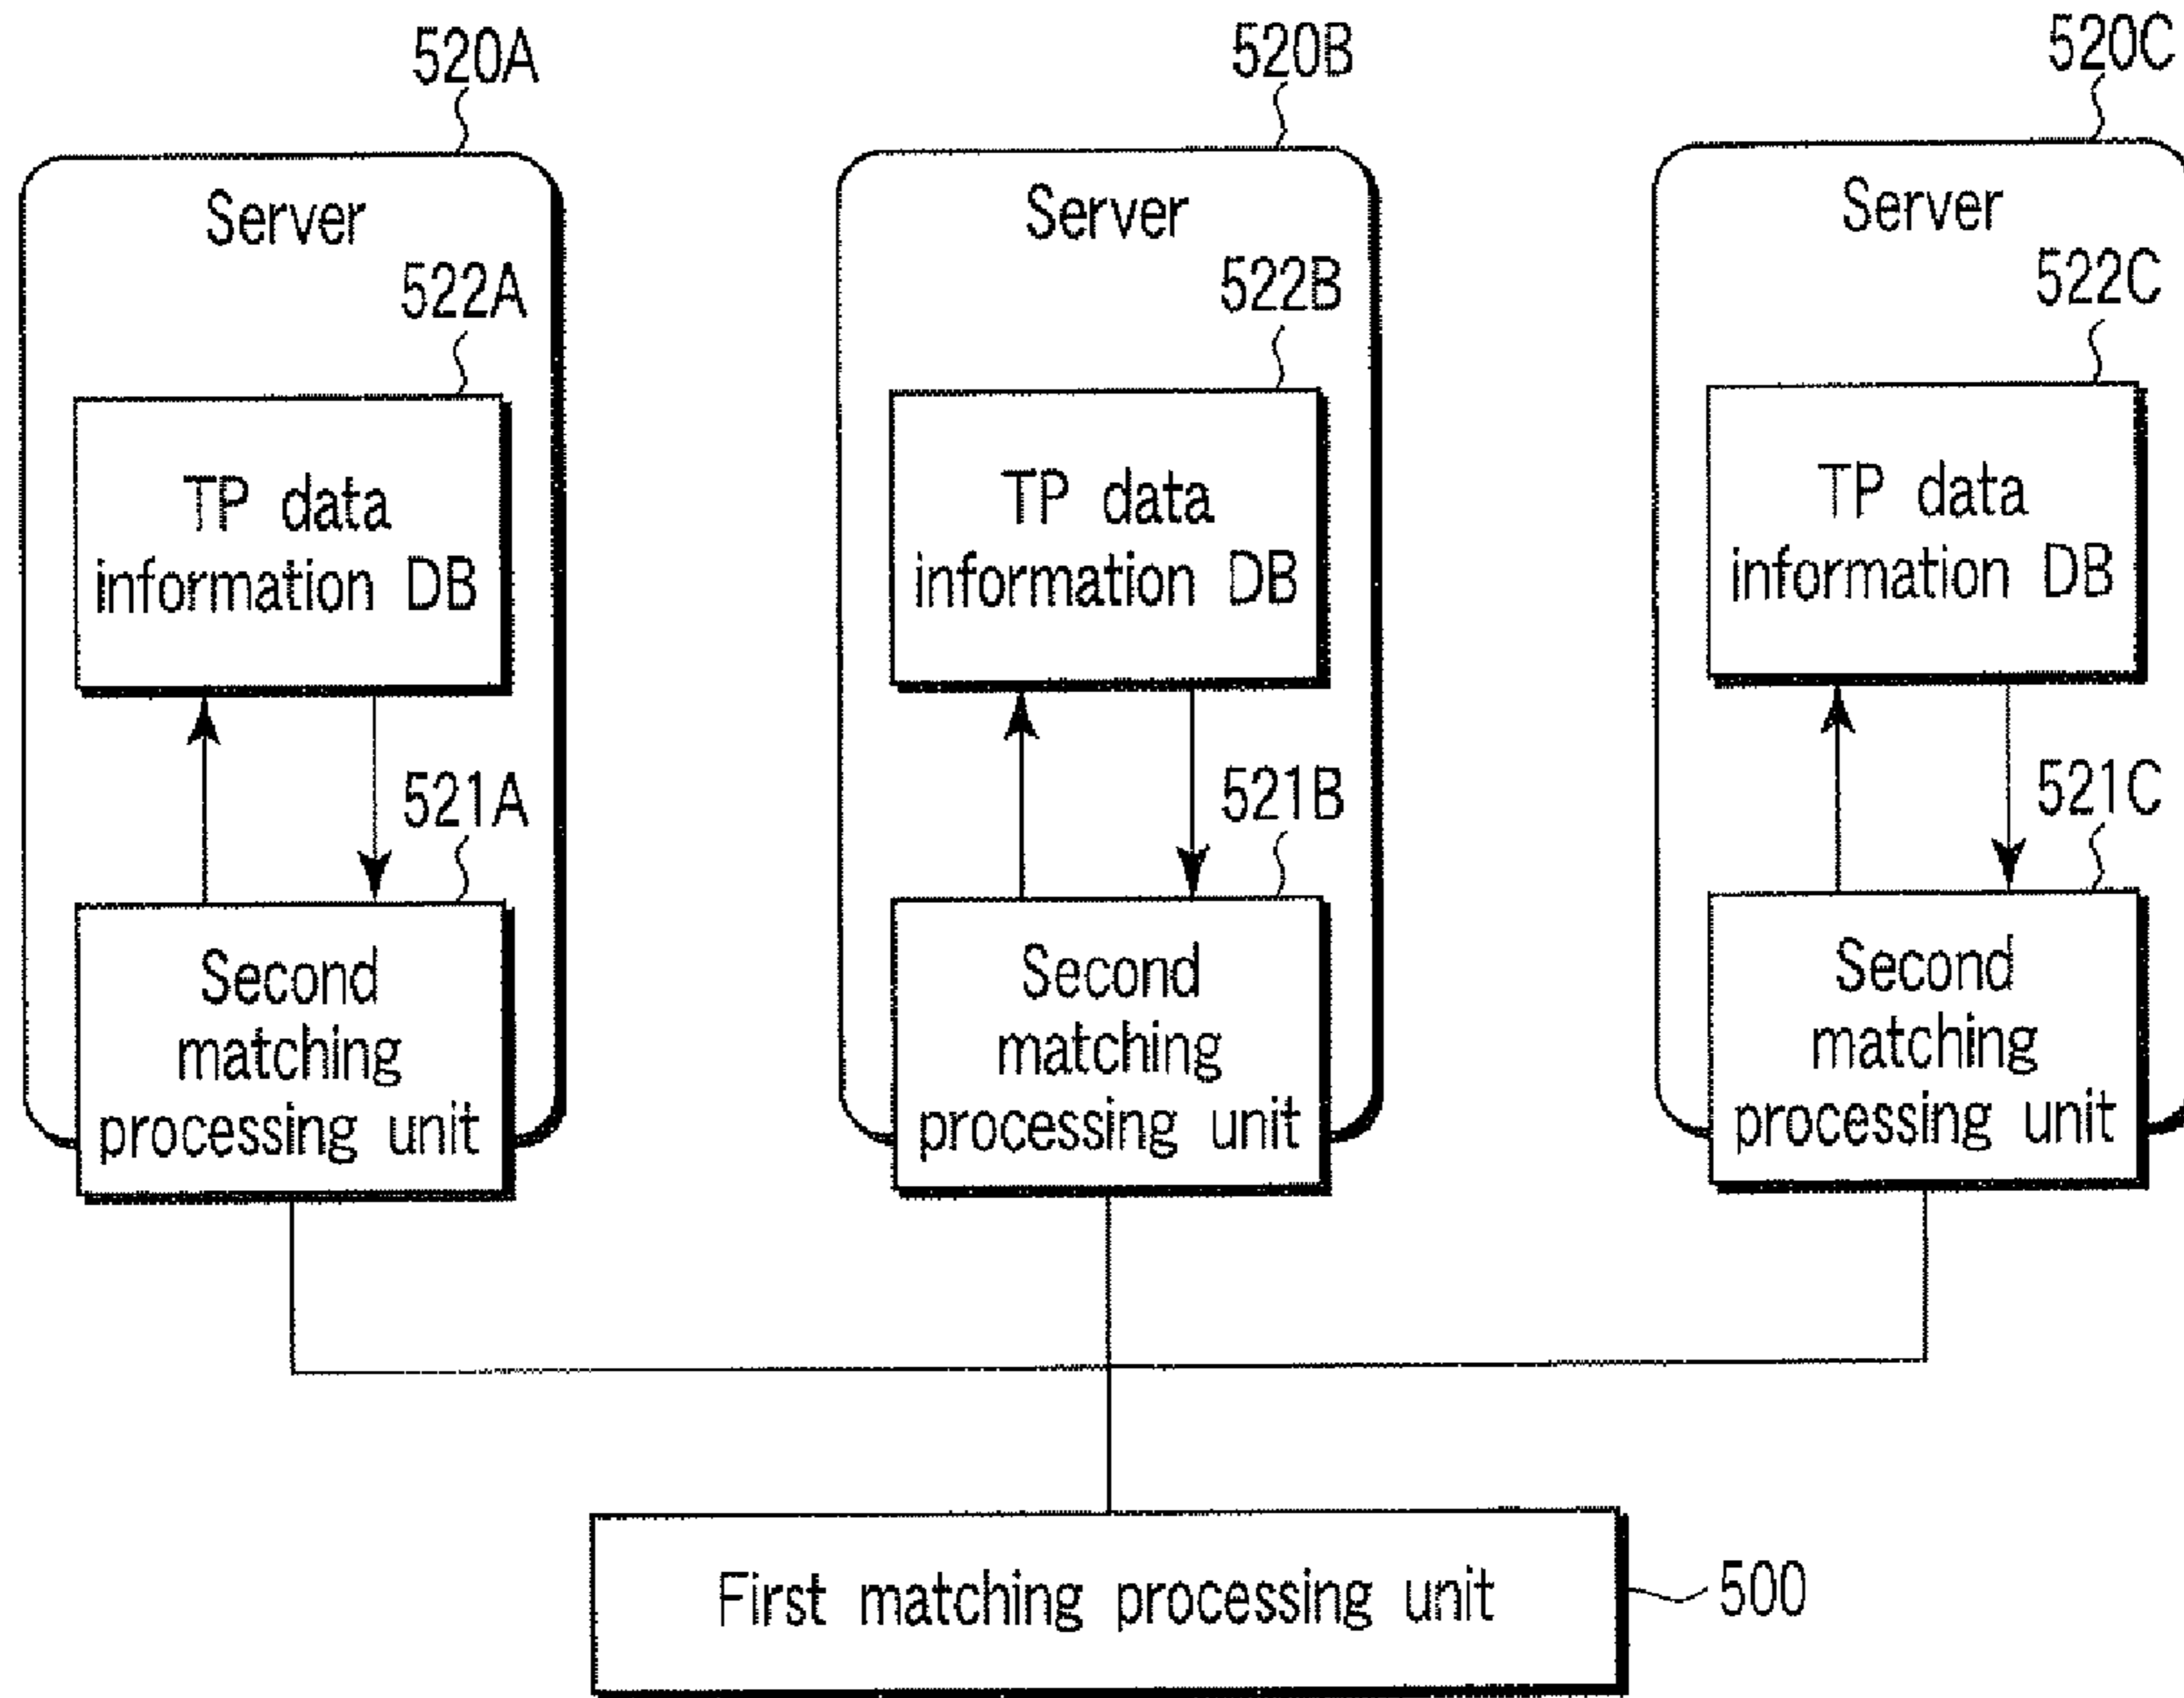 520A
520B
520C
Server
Server
Server
522A
522B
522C
TP data
information DB
TP data
information DB
TP data
information DB
521A
521B
521C
Second
matching
processing unit
Second
matching
processing unit
Second
matching
processing unit
First matching processing unit
500